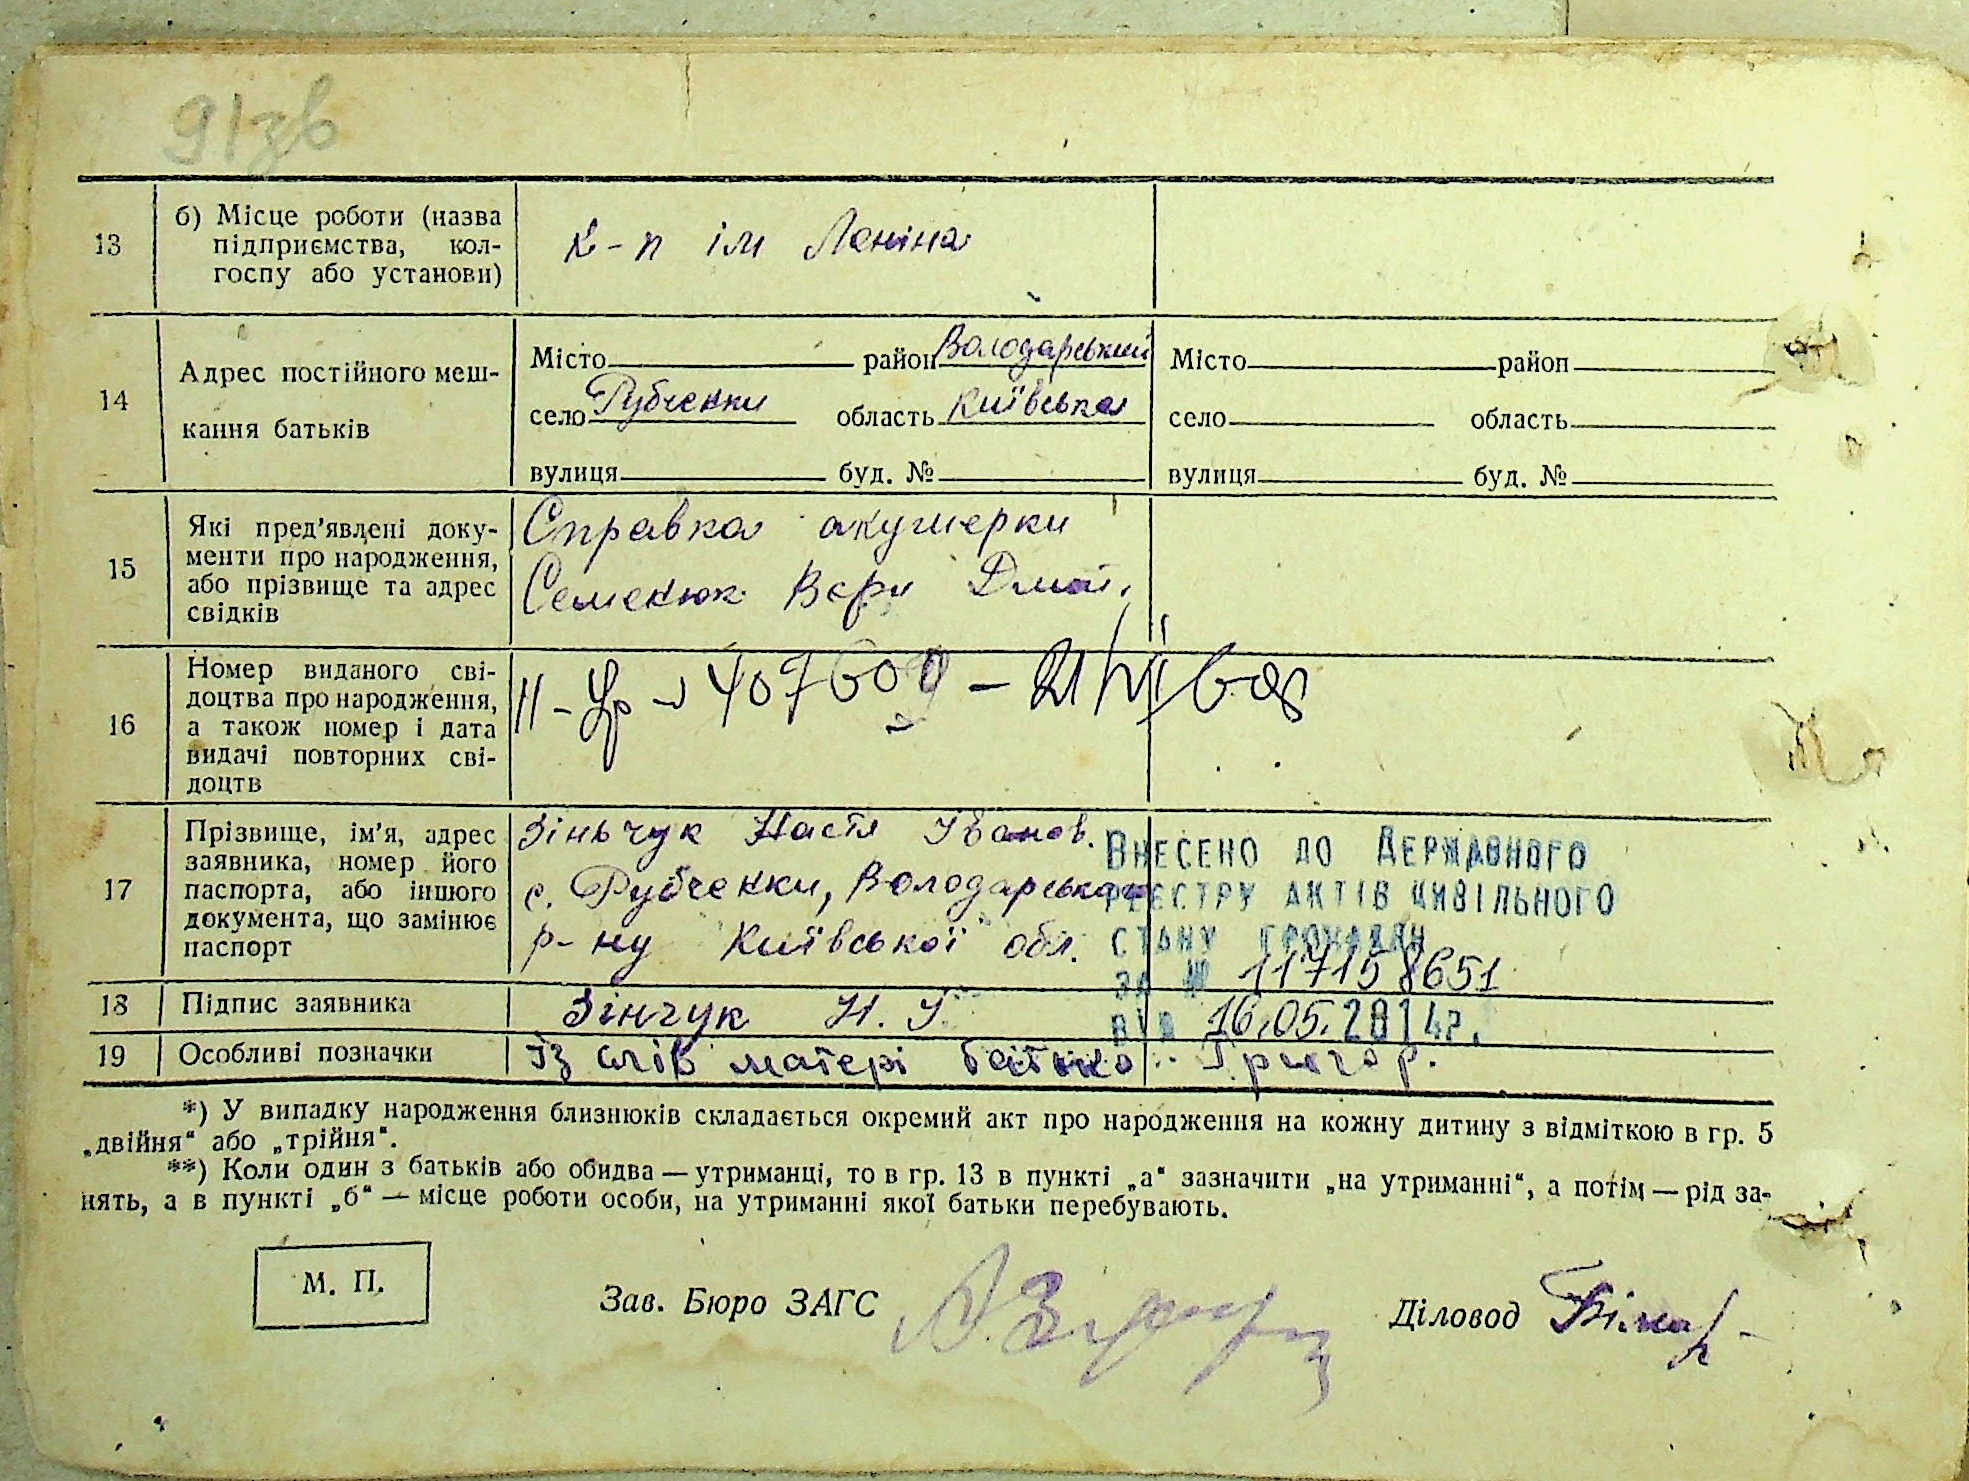 91зв
13
б) Місце роботи (назва
підприємства, кол-
госпу або установи)
к-п ім Леніна
14
Адрес постійного меш-
кання батьків
Місто район Володарський
село Рубченки область Київська
вулиця буд. №
Місто район
село область
вулиця буд. №
15
Які пред'явлені доку-
менти про народження,
або прізвище та адрес
свідків
Справка акушерки
Семенюк Вери Дмит.
16
Номер виданого сві-
доцтва про народження,
а також номер і дата
видачі повторних сві-
доцтв
407600
17
Прізвище, ім'я, адрес
заявника, номер його
паспорта, або іншого
документа, що замінює
паспорт
Зіньчук Настя Іванов.
с. Рубченки, Володарського
р-ну Київської обл.
Внесено до Державного
реєстру актів цивільного
стану громадян
за № 117158651
від 16.05.2014р.
18
Підпис заявника
Зінчук Н. І.
19
Особливі позначки
Із слів матері батько Григор.
*) У випадку народження близнюків складається окремий акт про народження на кожну дитину з відміткою в гр. 5
„двійня“ або „трійня“.
**) Коли один з батьків або обидва — утриманці, то в гр. 13 в пункті „а“ зазначити „на утриманні“, а потім — рід за-
нять, а в пункті „б“ — місце роботи особи, на утриманні якої батьки перебувають.
М. П.
Зав. Бюро ЗАГС
Діловод